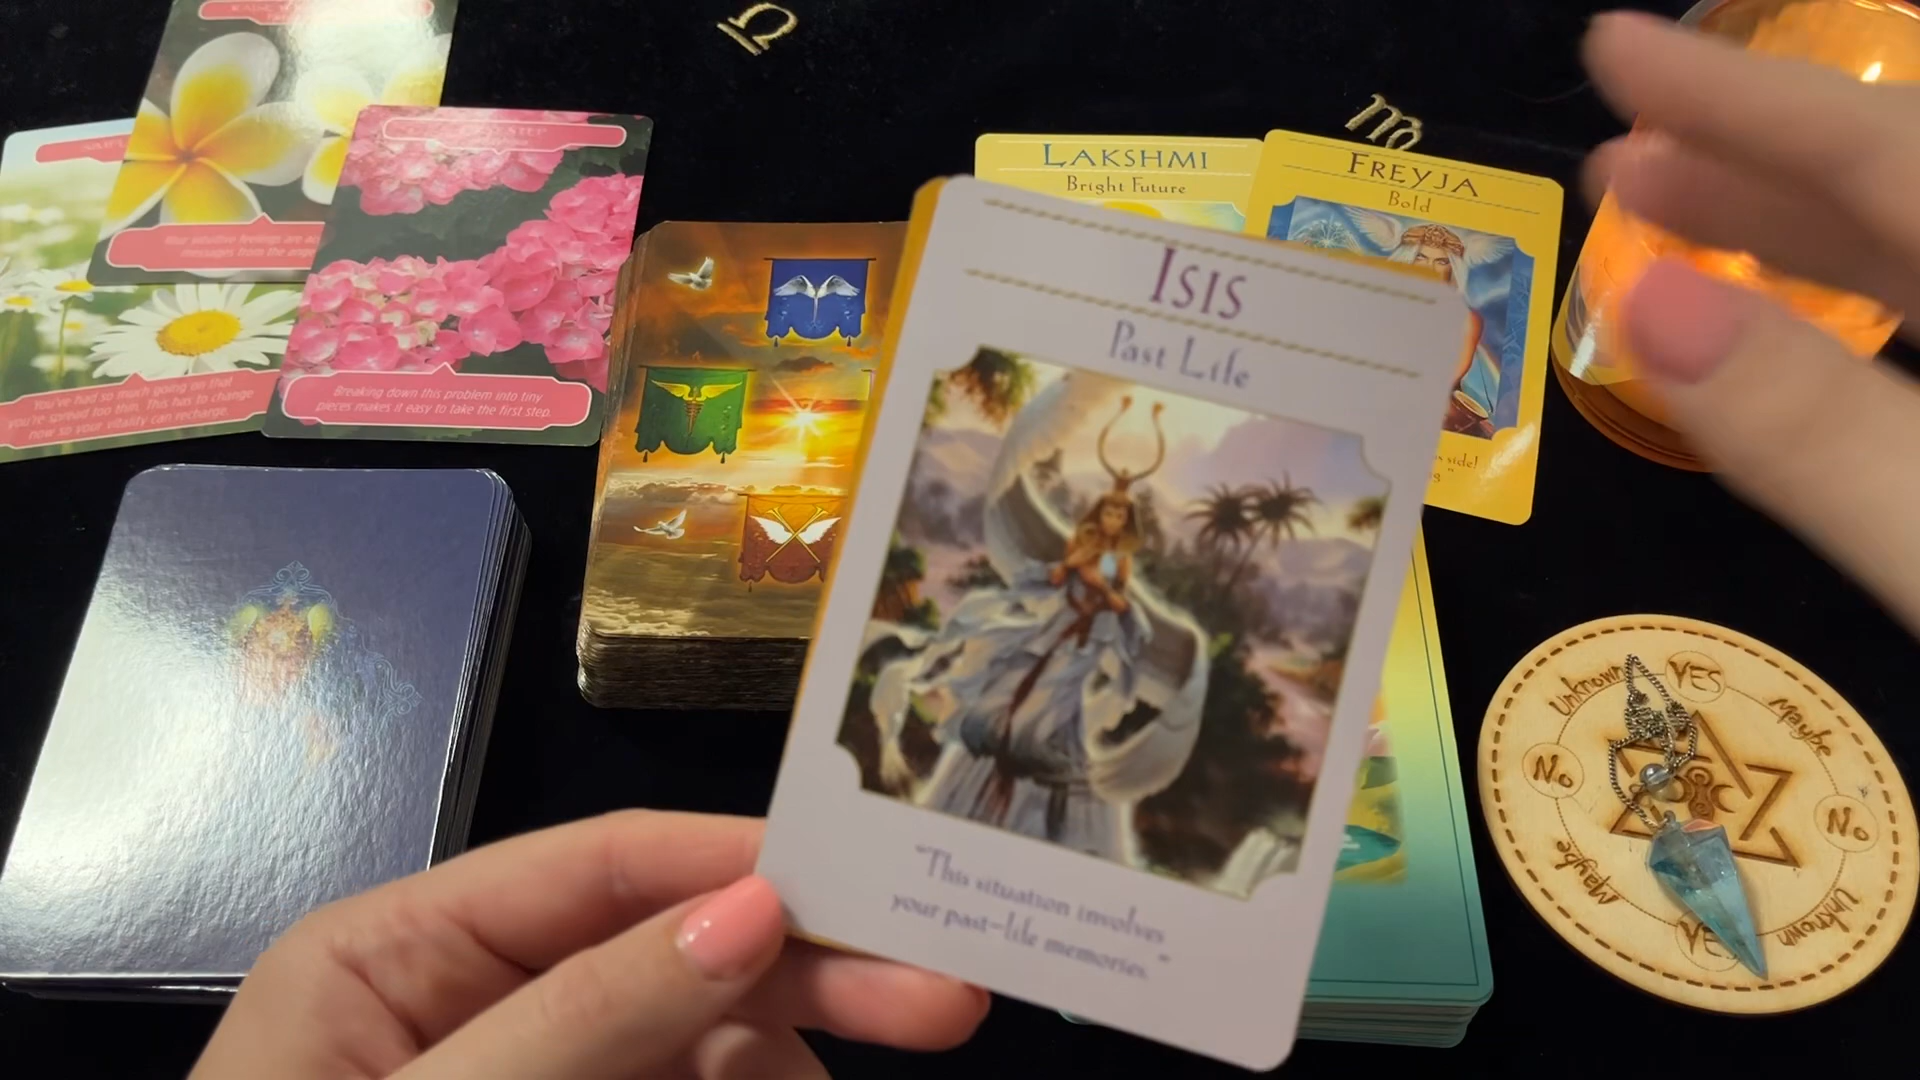 Your intuitive feelings are
messages from the
STEP
Breaking down this problem into tiny
pieces makes it easy to take the first step.
You've had so much going on that
you're spread too thin. This has to change
now so your vitality can recharge.
LAKSHMI
Bright Future
FREYJA
Bold
side!
ISIS
Past Life
"This situation involves
your past-life memories."
YES
Maybe
No
Unknown
Maybe
No
Unknown